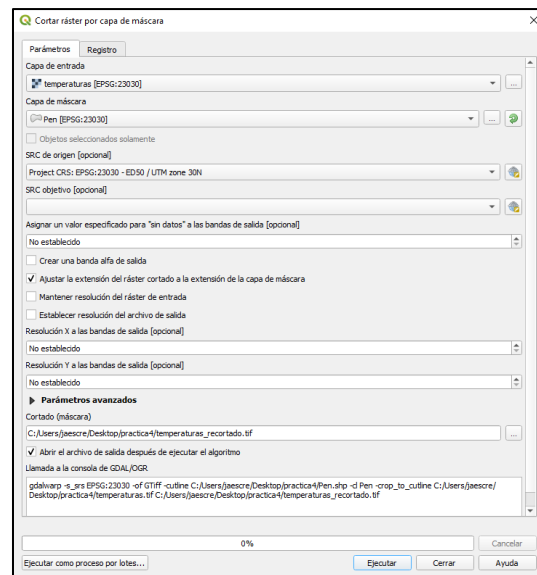 Cortar ráster por capa de máscara
Parámetros
Registro
Capa de entrada
temperaturas [EPSG:23030]
...
Capa de máscara
Pen [EPSG:23030]
...
Objetos seleccionados solamente
SRC de origen [opcional]
Project CRS: EPSG:23030 - ED50 / UTM zone 30N
SRC objetivo [opcional]
Asignar un valor especificado para "sin datos" a las bandas de salida [opcional]
No establecido
Crear una banda alfa de salida
Ajustar la extensión del ráster cortado a la extensión de la capa de máscara
Mantener resolución del ráster de entrada
Establecer resolución del archivo de salida
Resolución X a las bandas de salida [opcional]
No establecido
Resolución Y a las bandas de salida [opcional]
No establecido
Parámetros avanzados
Cortado (máscara)
C:/Users/jaescre/Desktop/practica4/temperaturas_recortado.tif
...
Abrir el archivo de salida después de ejecutar el algoritmo
Llamada a la consola de GDAL/OGR
gdalwarp -s_srs EPSG:23030 -of GTiff -cutline C:/Users/jaescre/Desktop/practica4/Pen.shp -cl Pen -crop_to_cutline C:/Users/jaescre/
Desktop/practica4/temperaturas.tif C:/Users/jaescre/Desktop/practica4/temperaturas_recortado.tif
0%
Cancelar
Ejecutar como proceso por lotes...
Ejecutar
Cerrar
Ayuda